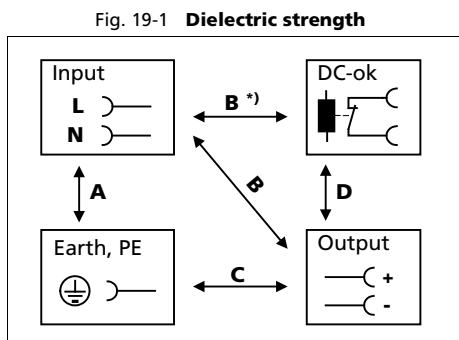 Fig. 19-1 Dielectric strength
Input
L
N
B *)
DC-ok
A
B
D
Earth, PE
C
Output
+
-